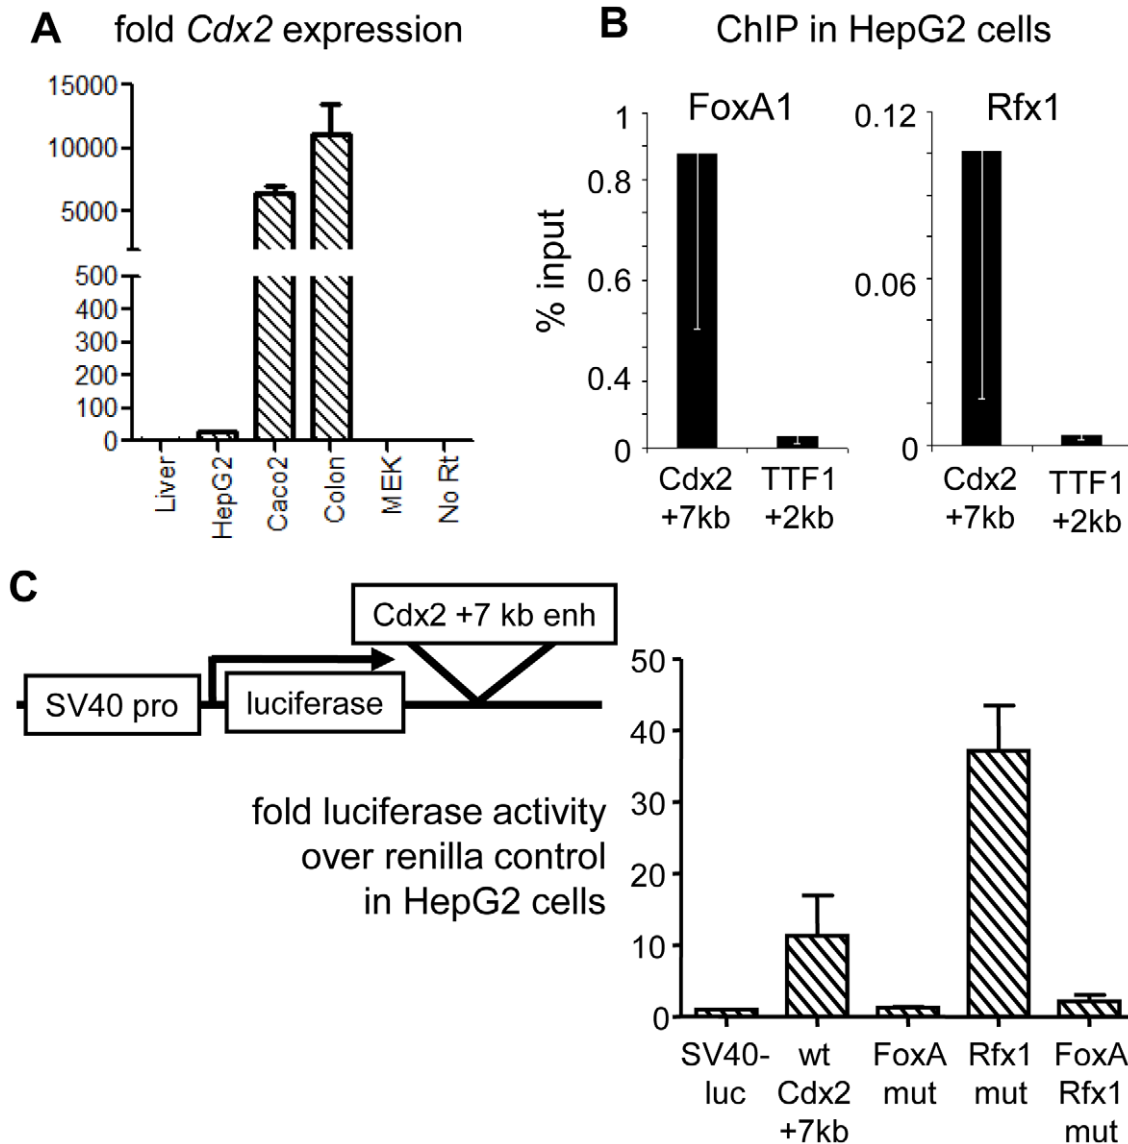 A fold Cdx2 expression
15000
10000
5000
500
400
300
200
100
0
Liver
HepG2
Caco2
Colon
MEK
No Rt
B ChIP in HepG2 cells
FoxA1
% input
1
0.8
0.6
0.4
0
Cdx2 TTF1
+7kb +2kb
Rfx1
0.12
0.06
0
Cdx2 TTF1
+7kb +2kb
C
Cdx2 +7 kb enh
SV40 pro
luciferase
fold luciferase activity
over renilla control
in HepG2 cells
50
40
30
20
10
0
SV40- wt FoxA Rfx1 FoxA
luc Cdx2 mut mut Rfx1
+7kb mut